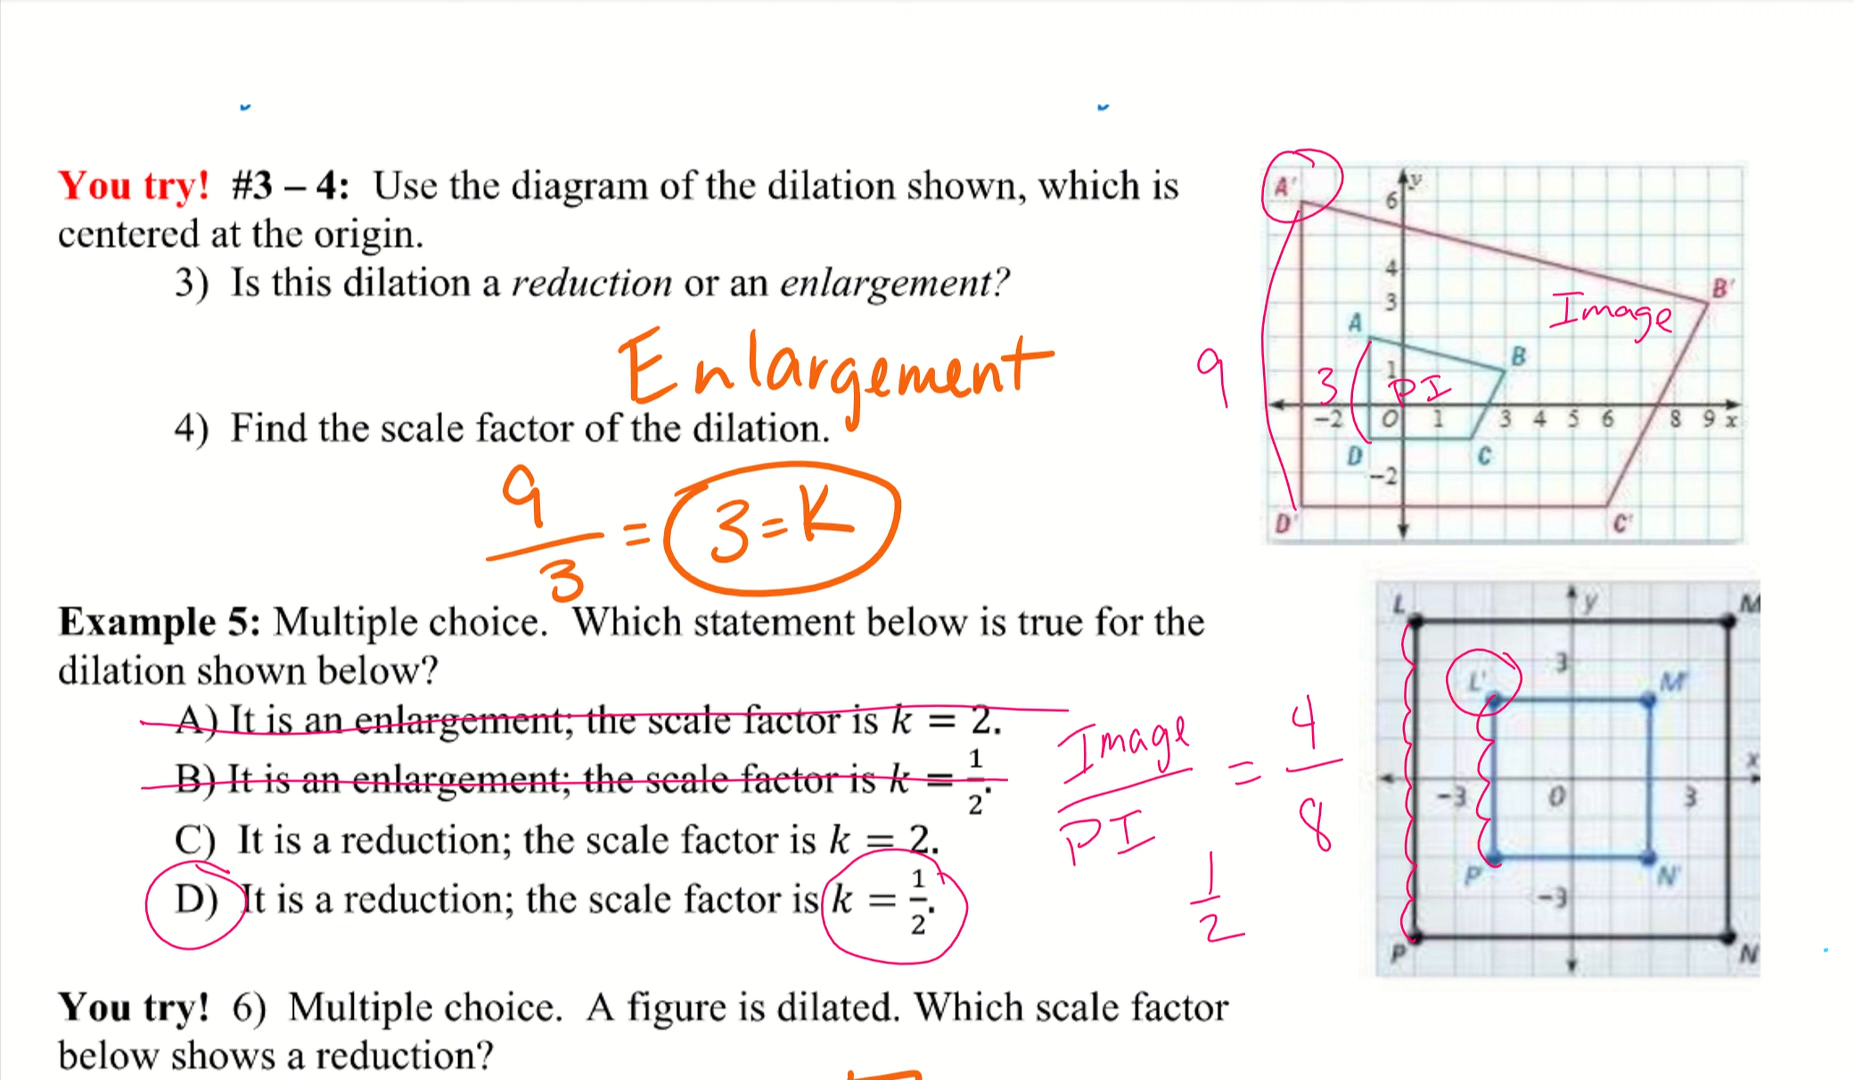 You try! #3 – 4: Use the diagram of the dilation shown, which is
centered at the origin.
3) Is this dilation a reduction or an enlargement?
Enlargement
4) Find the scale factor of the dilation.
9/3 = 3=K
A'
y
6
4
3
B'
Image
A
B
9
3
1
PI
-2
0
1
3
4
5
6
8
9
x
D
C
-2
D'
C'
Example 5: Multiple choice. Which statement below is true for the
dilation shown below?
A) It is an enlargement; the scale factor is k = 2.
B) It is an enlargement; the scale factor is k = 1/2.
C) It is a reduction; the scale factor is k = 2.
D) It is a reduction; the scale factor is k = 1/2.
Image/PI = 4/8
1/2
L
y
M
3
L'
M'
x
-3
0
3
P'
N'
-3
P
N
You try! 6) Multiple choice. A figure is dilated. Which scale factor
below shows a reduction?